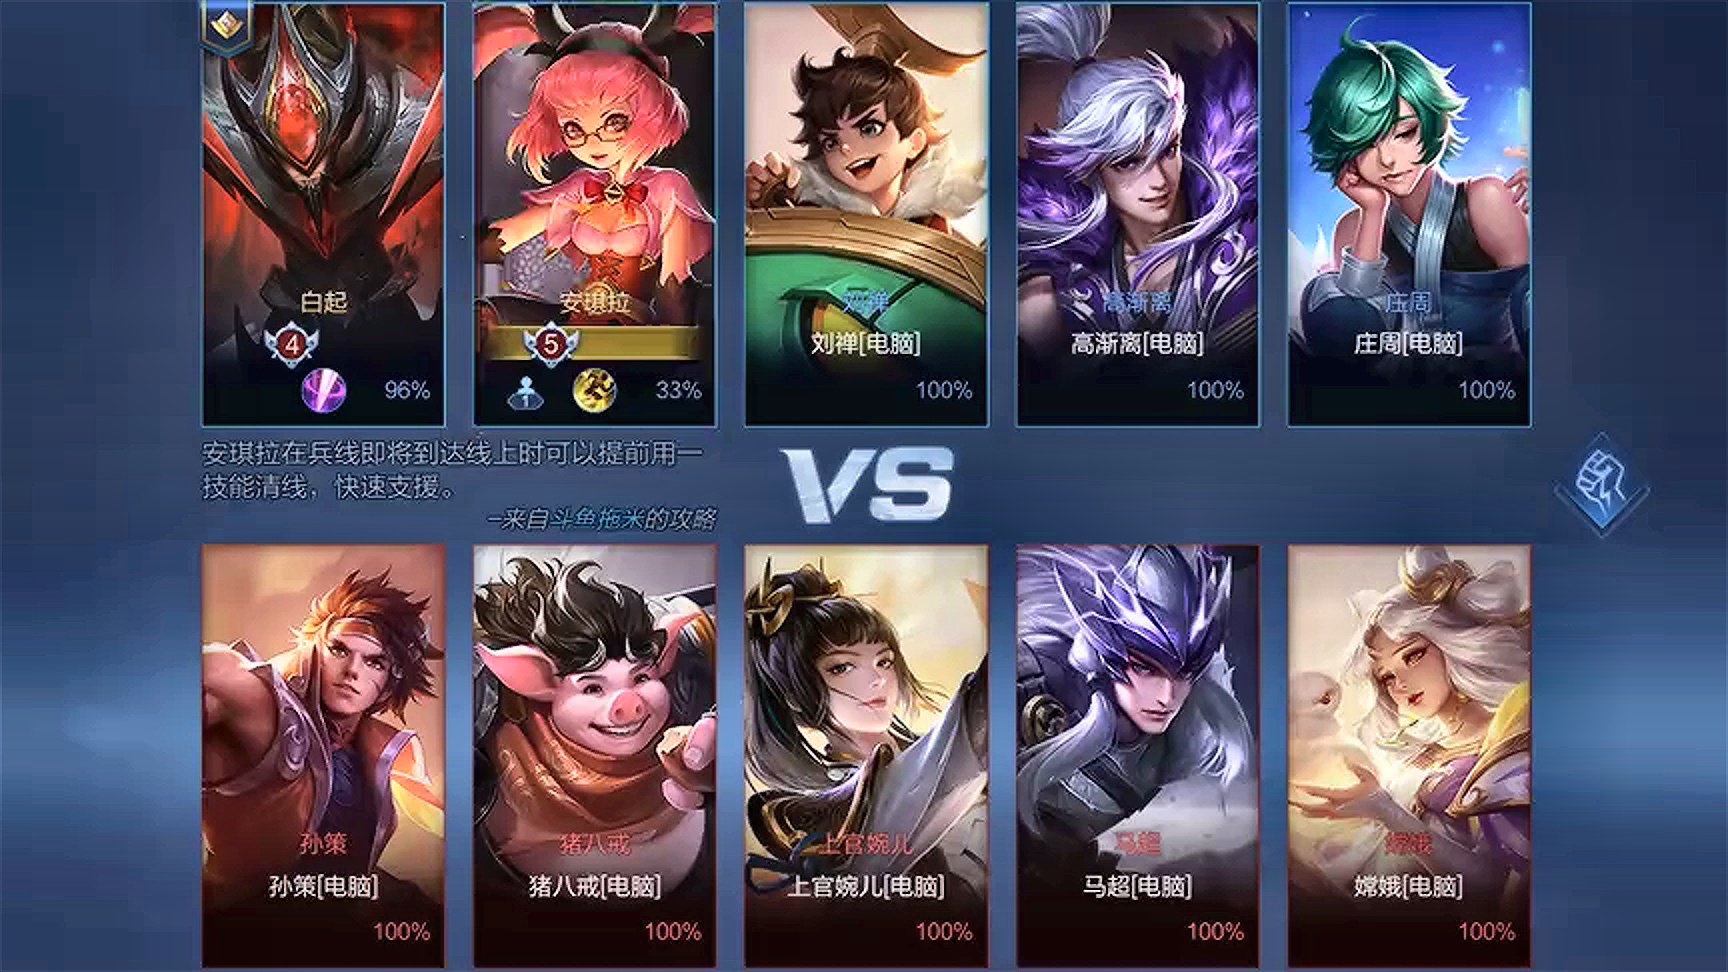 白起
安琪拉
刘禅
高渐离
庄周
4
5
刘禅[电脑]
高渐离[电脑]
庄周[电脑]
96%
1
33%
100%
100%
100%
安琪拉在兵线即将到达线上时可以提前用一
技能清线，快速支援。
—来自斗鱼拖米的攻略
VS
孙策
猪八戒
上官婉儿
马超
嫦娥
孙策[电脑]
猪八戒[电脑]
上官婉儿[电脑]
马超[电脑]
嫦娥[电脑]
100%
100%
100%
100%
100%